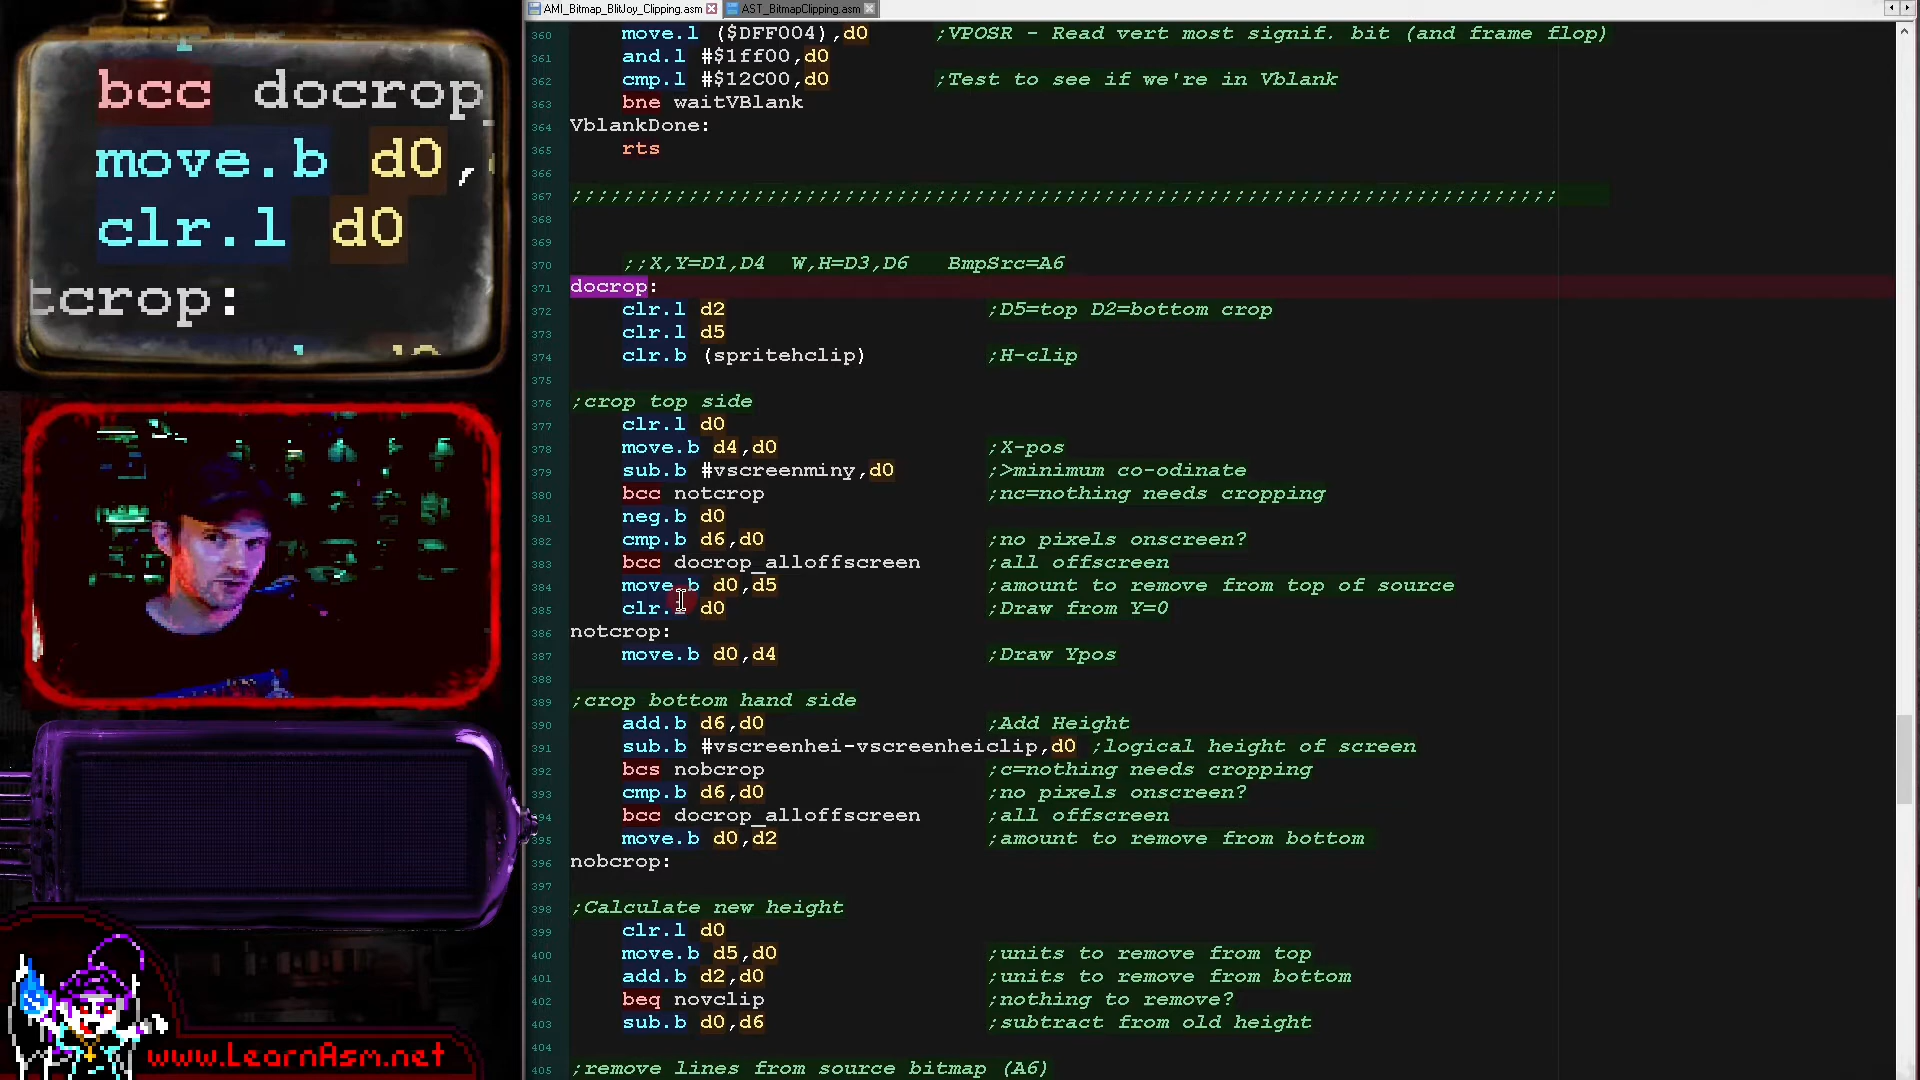 AMI_Bitmap_BlitJoy_Clipping.asm
AST_BitmapClipping.asm
bcc docrop_
move.b d0,
clr.l d0
tcrop:
www.LearnAsm.net
360 move.l ($DFF004),d0 ;VPOSR - Read vert most signif. bit (and frame flop)
361 and.l #$1ff00,d0
362 cmp.l #$12C00,d0 ;Test to see if we're in Vblank
363 bne waitVBlank
364 VblankDone:
365 rts
366
367 ;;;;;;;;;;;;;;;;;;;;;;;;;;;;;;;;;;;;;;;;;;;;;;;;;;;;;;;;;;;;;;;;;;;;;;;;;;;;
368
369
370 ;;X,Y=D1,D4 W,H=D3,D6 BmpSrc=A6
371 docrop:
372 clr.l d2 ;D5=top D2=bottom crop
373 clr.l d5
374 clr.b (spritehclip) ;H-clip
375
376 ;crop top side
377 clr.l d0
378 move.b d4,d0 ;X-pos
379 sub.b #vscreenminy,d0 ;>minimum co-odinate
380 bcc notcrop ;nc=nothing needs cropping
381 neg.b d0
382 cmp.b d6,d0 ;no pixels onscreen?
383 bcc docrop_alloffscreen ;all offscreen
384 move.b d0,d5 ;amount to remove from top of source
385 clr.l d0 ;Draw from Y=0
386 notcrop:
387 move.b d0,d4 ;Draw Ypos
388
389 ;crop bottom hand side
390 add.b d6,d0 ;Add Height
391 sub.b #vscreenhei-vscreenheiclip,d0 ;logical height of screen
392 bcs nobcrop ;c=nothing needs cropping
393 cmp.b d6,d0 ;no pixels onscreen?
394 bcc docrop_alloffscreen ;all offscreen
395 move.b d0,d2 ;amount to remove from bottom
396 nobcrop:
397
398 ;Calculate new height
399 clr.l d0
400 move.b d5,d0 ;units to remove from top
401 add.b d2,d0 ;units to remove from bottom
402 beq novclip ;nothing to remove?
403 sub.b d0,d6 ;subtract from old height
404
405 ;remove lines from source bitmap (A6)